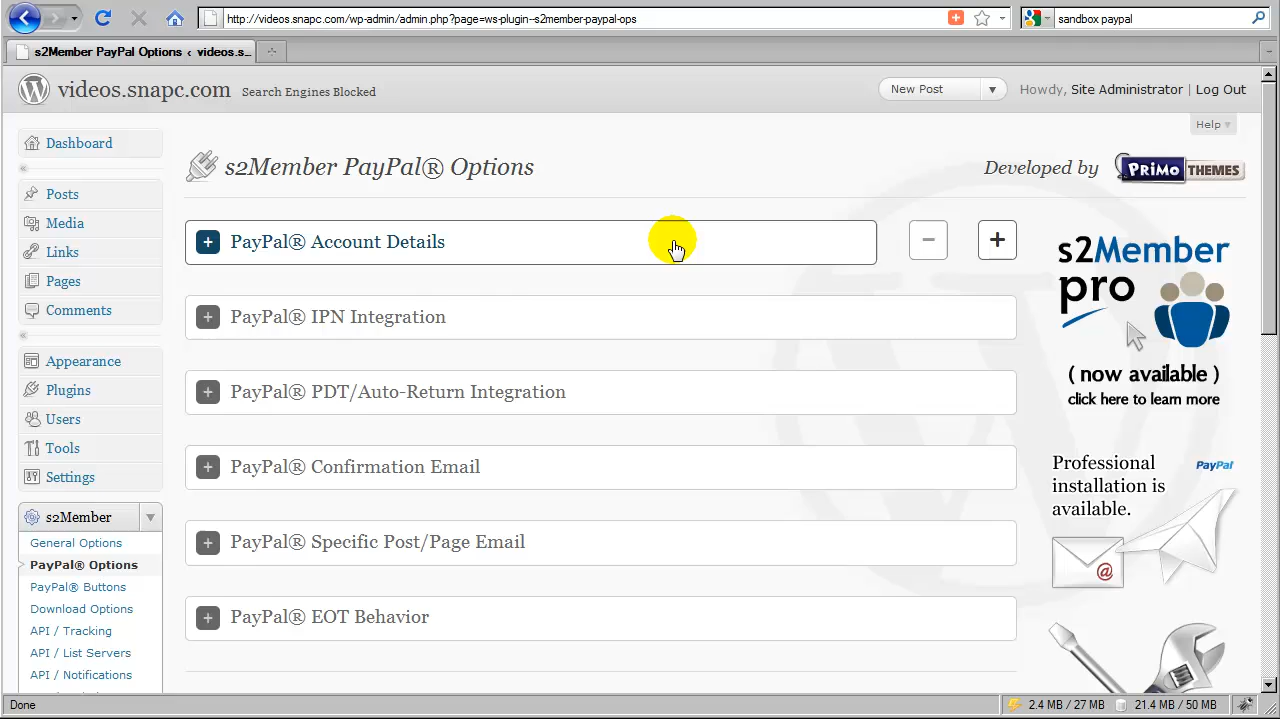 http://videos.snapc.com/wp-admin/admin.php?page=ws-plugin--s2member-paypal-ops
sandbox paypal
s2Member PayPal Options ‹ videos.s...
videos.snapc.com Search Engines Blocked
New Post
Howdy, Site Administrator | Log Out
Help
Dashboard
Posts
Media
Links
Pages
Comments
Appearance
Plugins
Users
Tools
Settings
s2Member
General Options
PayPal® Options
PayPal® Buttons
Download Options
API / Tracking
API / List Servers
API / Notifications
s2Member PayPal® Options
Developed by PRiMo THEMES
PayPal® Account Details
PayPal® IPN Integration
PayPal® PDT/Auto-Return Integration
PayPal® Confirmation Email
PayPal® Specific Post/Page Email
PayPal® EOT Behavior
s2Member
pro
( now available )
click here to learn more
Professional PayPal
installation is
available.
@
Done
2.4 MB / 27 MB
21.4 MB / 50 MB